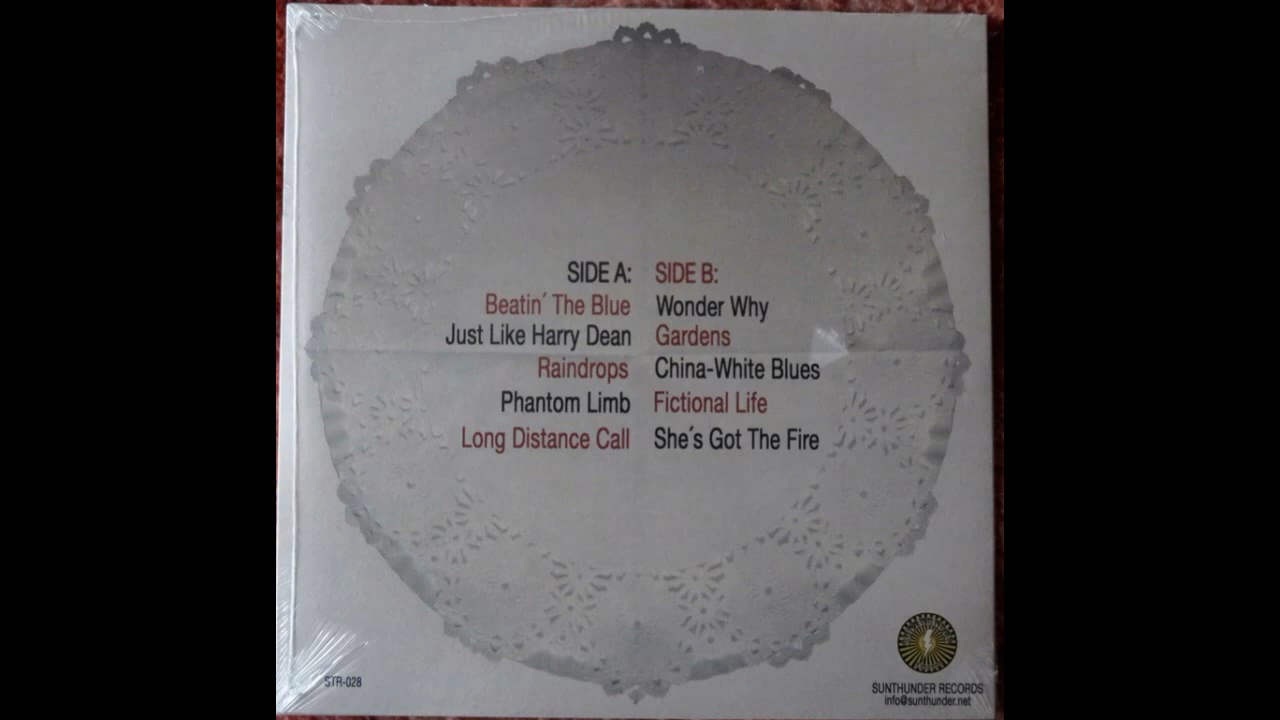 SIDE A:
Beatin´ The Blue
Just Like Harry Dean
Raindrops
Phantom Limb
Long Distance Call
SIDE B:
Wonder Why
Gardens
China-White Blues
Fictional Life
She´s Got The Fire
STR-028
SUNTHUNDER RECORDS
info@sunthunder.net